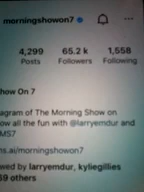 morningshowon7
4,299 65.2 k 1,558
Posts Followers Following
how On 7
agram of The Morning Show on
ow all the fun with @larryemdur and
MS7
ns.ai/morningshowon7
wed by larryemdur, kyliegillies
69 others